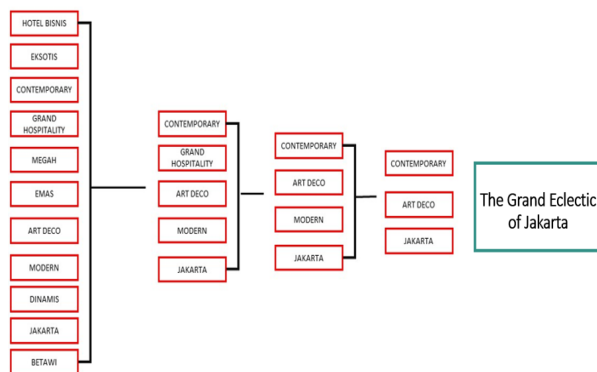 HOTEL BISNIS
EKSOTIS
CONTEMPORARY
GRAND
HOSPITALITY
MEGAH
EMAS
ART DECO
MODERN
DINAMIS
JAKARTA
BETAWI
CONTEMPORARY
GRAND
HOSPITALITY
ART DECO
MODERN
JAKARTA
CONTEMPORARY
ART DECO
MODERN
JAKARTA
CONTEMPORARY
ART DECO
JAKARTA
The Grand Eclectic
of Jakarta